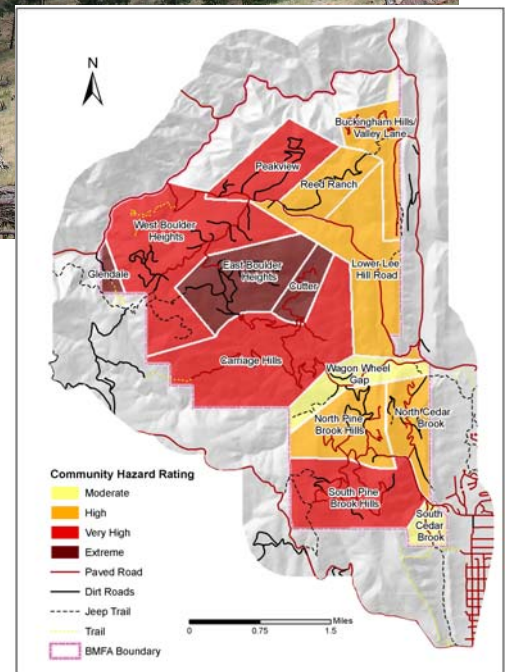 N
Buckingham Hills/
Valley Lane
Peakview
Reed Ranch
West Boulder
Heights
Glendale
East Boulder
Heights
Cutter
Lower Lee
Hill Road
Carriage Hills
Wagon Wheel
Gap
North Pine
Brook Hills
North Cedar
Brook
South Pine
Brook Hills
South
Cedar
Brook
Community Hazard Rating
Moderate
High
Very High
Extreme
Paved Road
Dirt Roads
Jeep Trail
Trail
BMFA Boundary
Miles
0 0.75 1.5